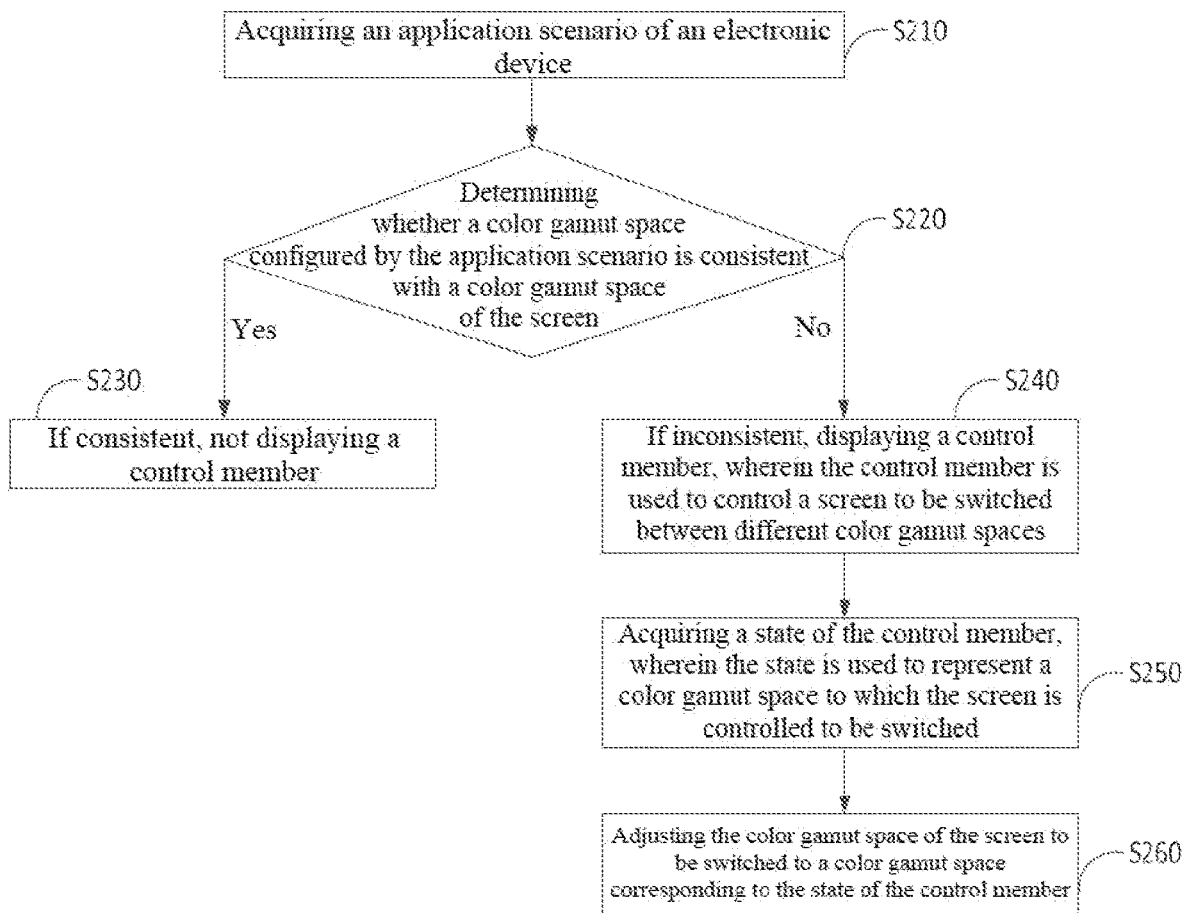 Acquiring an application scenario of an electronic
device
S210
Determining
whether a color gamut space
configured by the application scenario is consistent
with a color gamut space
of the screen
S220
Yes
No
S230
If consistent, not displaying a
control member
S240
If inconsistent, displaying a control
member, wherein the control member is
used to control a screen to be switched
between different color gamut spaces
Acquiring a state of the control member,
wherein the state is used to represent a
color gamut space to which the screen is
controlled to be switched
S250
Adjusting the color gamut space of the screen to
be switched to a color gamut space
corresponding to the state of the control member
S260